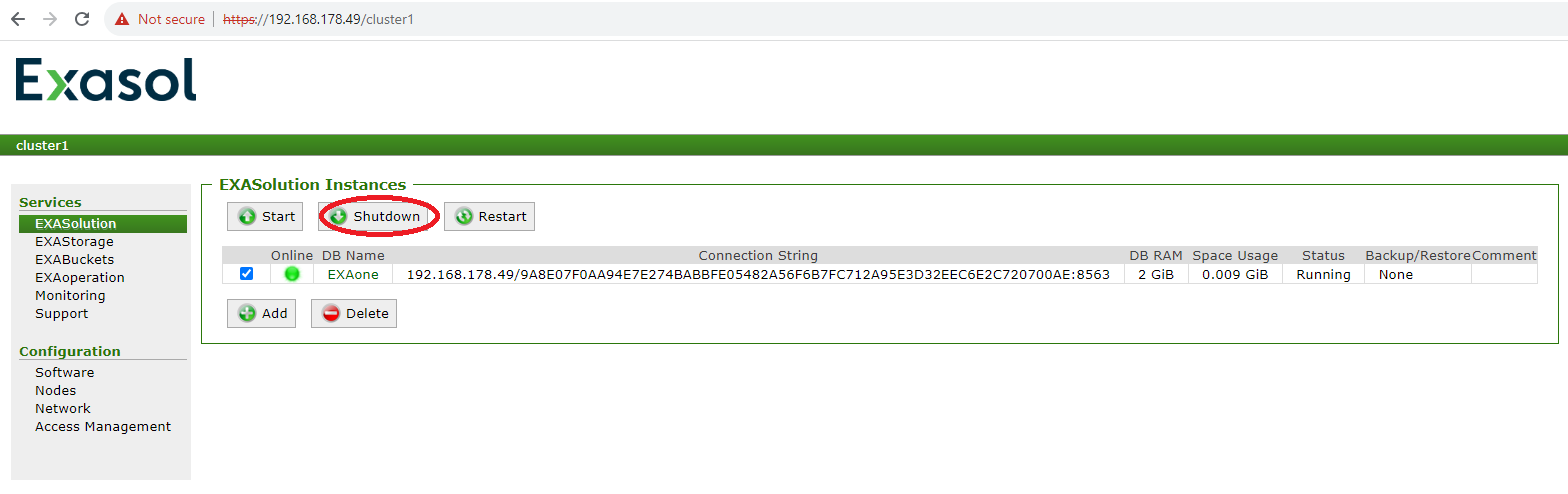 Not secure https://192.168.178.49/cluster1
Exasol
cluster1
Services
EXASolution
EXAStorage
EXABuckets
EXAoperation
Monitoring
Support
Configuration
Software
Nodes
Network
Access Management
EXASolution Instances
Start Shutdown Restart
Online DB Name Connection String DB RAM Space Usage Status Backup/Restore Comment
EXAone 192.168.178.49/9A8E07F0AA94E7E274BABBFE05482A56F6B7FC712A95E3D32EEC6E2C720700AE:8563 2 GiB 0.009 GiB Running None
Add Delete